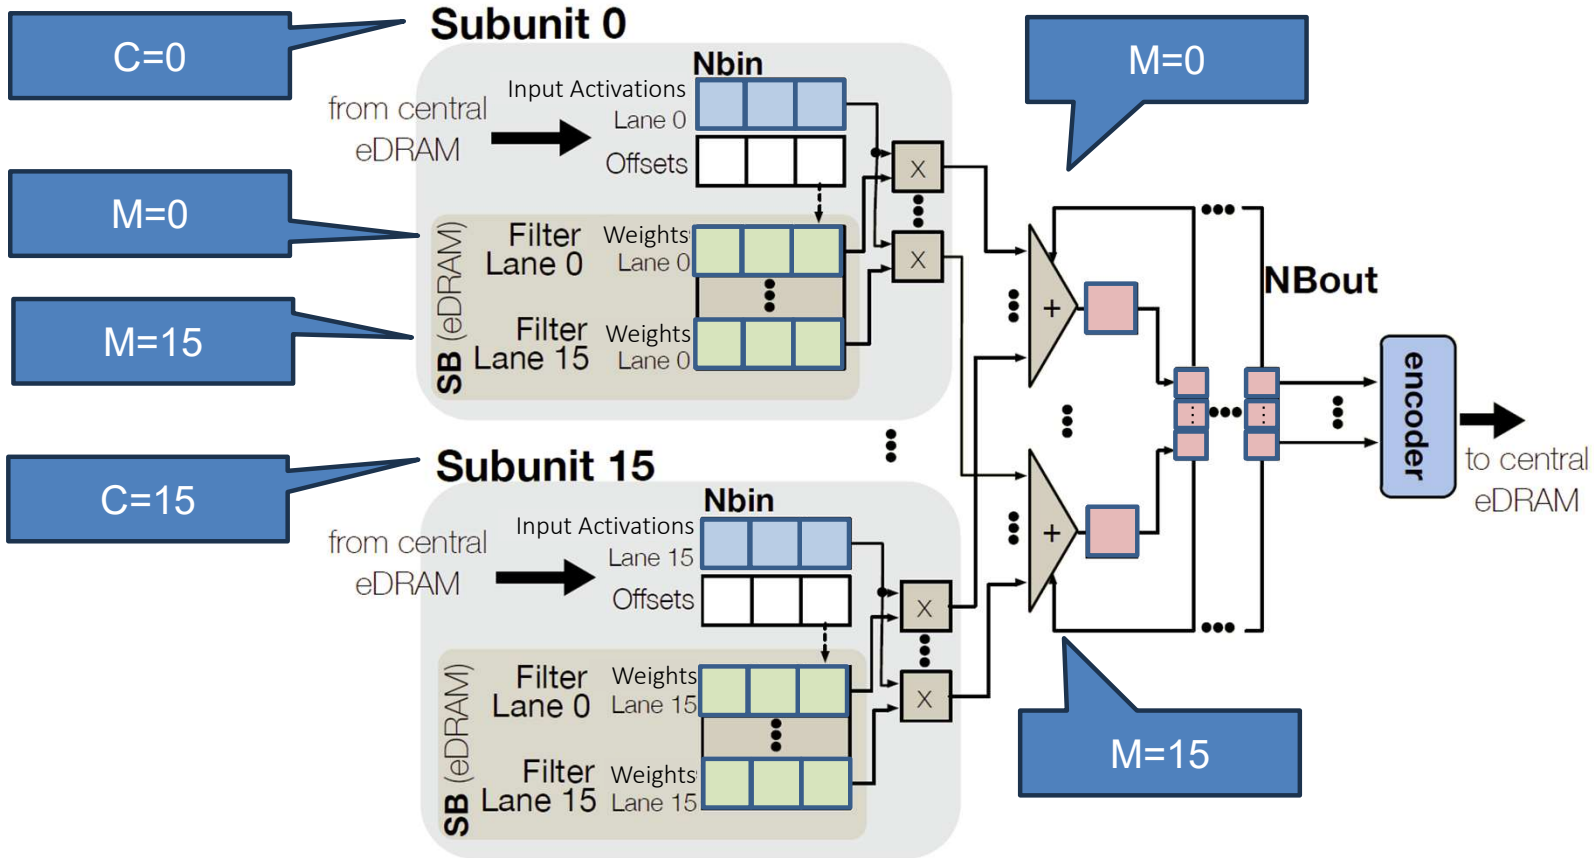 C=0
Subunit 0
M=0
Nbin
Input Activations
Lane 0
from central
eDRAM
Offsets
X
M=0
SB (eDRAM)
Filter
Lane 0
Weights
Lane 0
X
M=15
Filter
Lane 15
Weights
Lane 0
+
NBout
encoder
to central
eDRAM
C=15
Subunit 15
Nbin
Input Activations
Lane 15
from central
eDRAM
Offsets
X
+
SB (eDRAM)
Filter
Lane 0
Weights
Lane 15
X
Filter
Lane 15
Weights
Lane 15
M=15